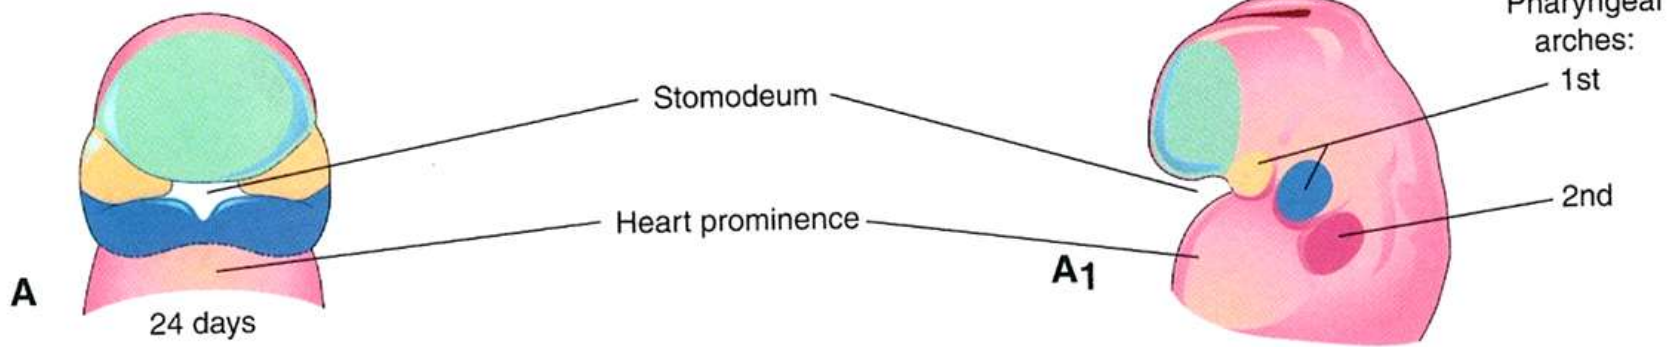 Pharyngeal
arches:
1st
Stomodeum
2nd
Heart prominence
A
A1
24 days